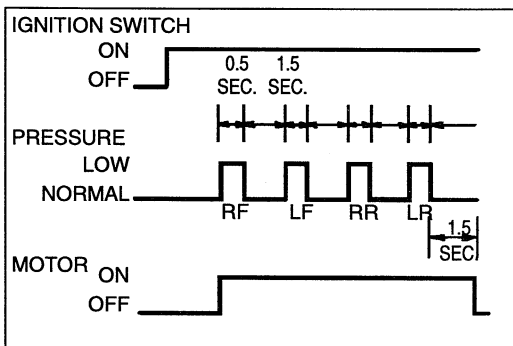 IGNITION SWITCH
ON
OFF
0.5 SEC.
1.5 SEC.
PRESSURE
LOW
NORMAL
RF LF RR LR
1.5 SEC
MOTOR
ON
OFF